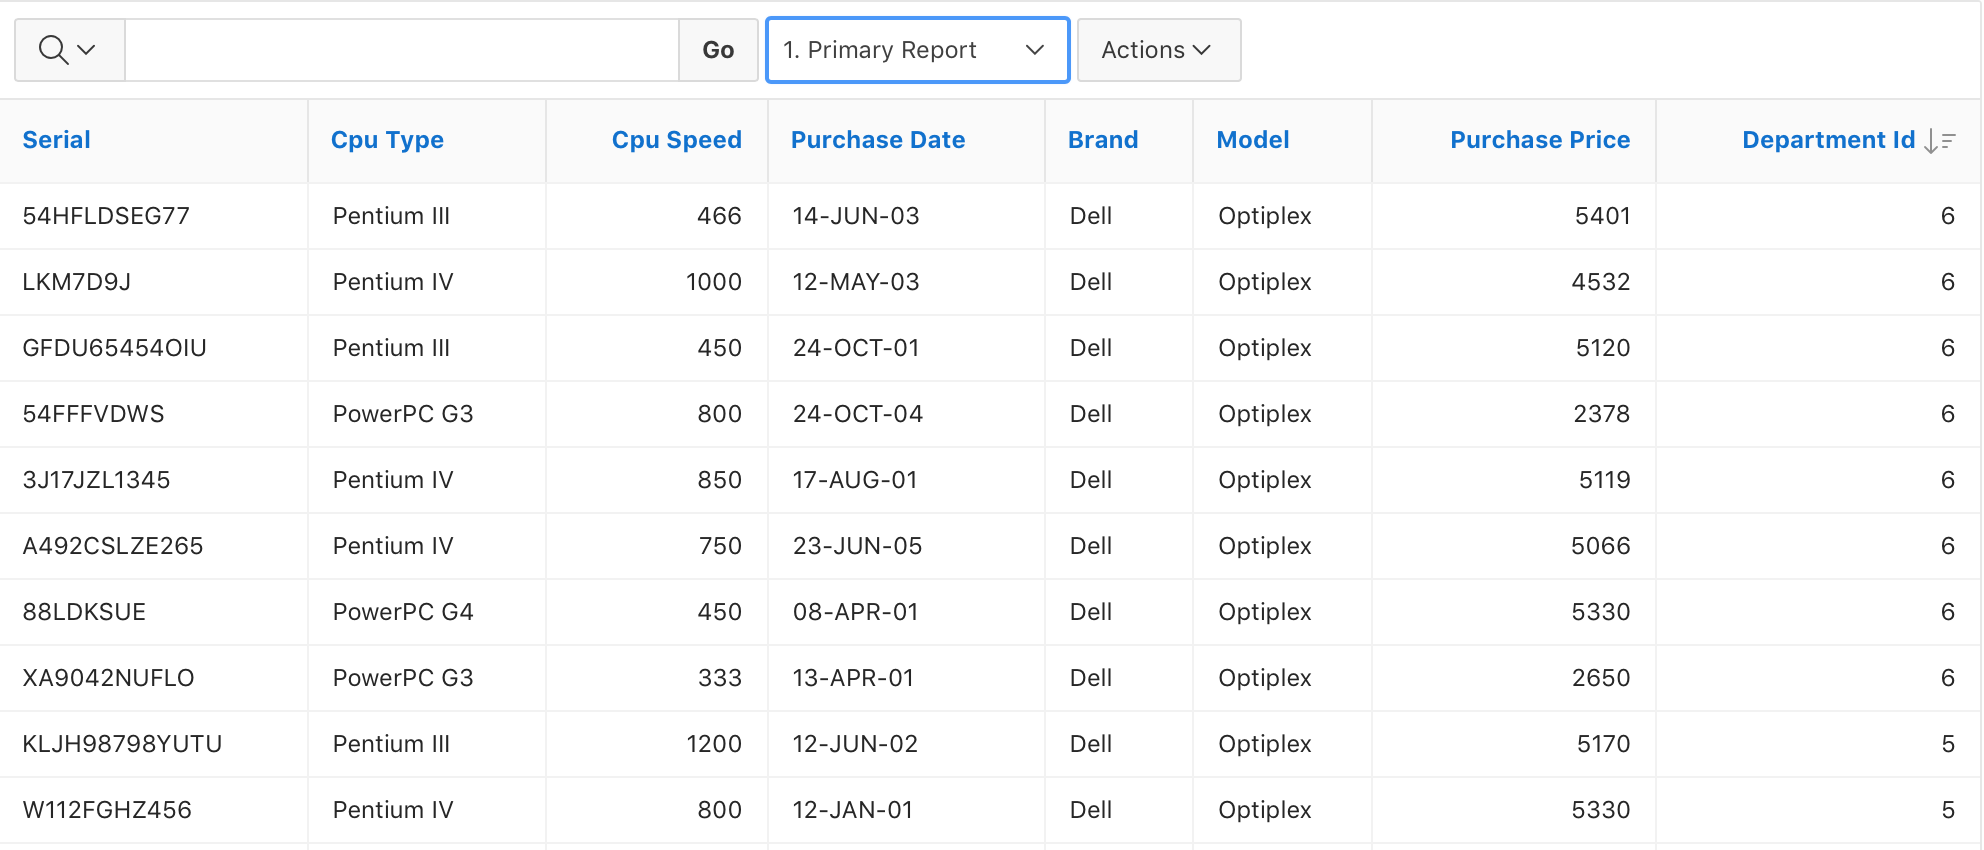 Go 1. Primary Report Actions
Serial Cpu Type Cpu Speed Purchase Date Brand Model Purchase Price Department Id
54HFLDSEG77 Pentium III 466 14-JUN-03 Dell Optiplex 5401 6
LKM7D9J Pentium IV 1000 12-MAY-03 Dell Optiplex 4532 6
GFDU65454OIU Pentium III 450 24-OCT-01 Dell Optiplex 5120 6
54FFFVDWS PowerPC G3 800 24-OCT-04 Dell Optiplex 2378 6
3J17JZL1345 Pentium IV 850 17-AUG-01 Dell Optiplex 5119 6
A492CSLZE265 Pentium IV 750 23-JUN-05 Dell Optiplex 5066 6
88LDKSUE PowerPC G4 450 08-APR-01 Dell Optiplex 5330 6
XA9042NUFLO PowerPC G3 333 13-APR-01 Dell Optiplex 2650 6
KLJH98798YUTU Pentium III 1200 12-JUN-02 Dell Optiplex 5170 5
W112FGHZ456 Pentium IV 800 12-JAN-01 Dell Optiplex 5330 5